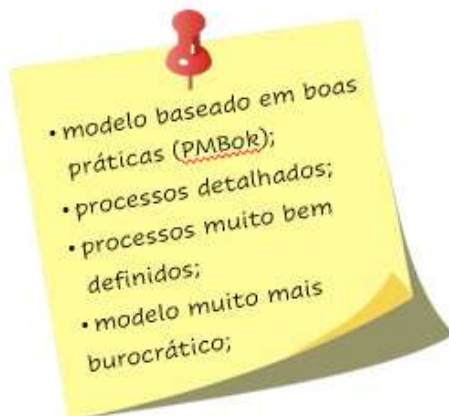 • modelo baseado em boas
práticas (PMBok);
• processos detalhados;
• processos muito bem
definidos;
• modelo muito mais
burocrático;